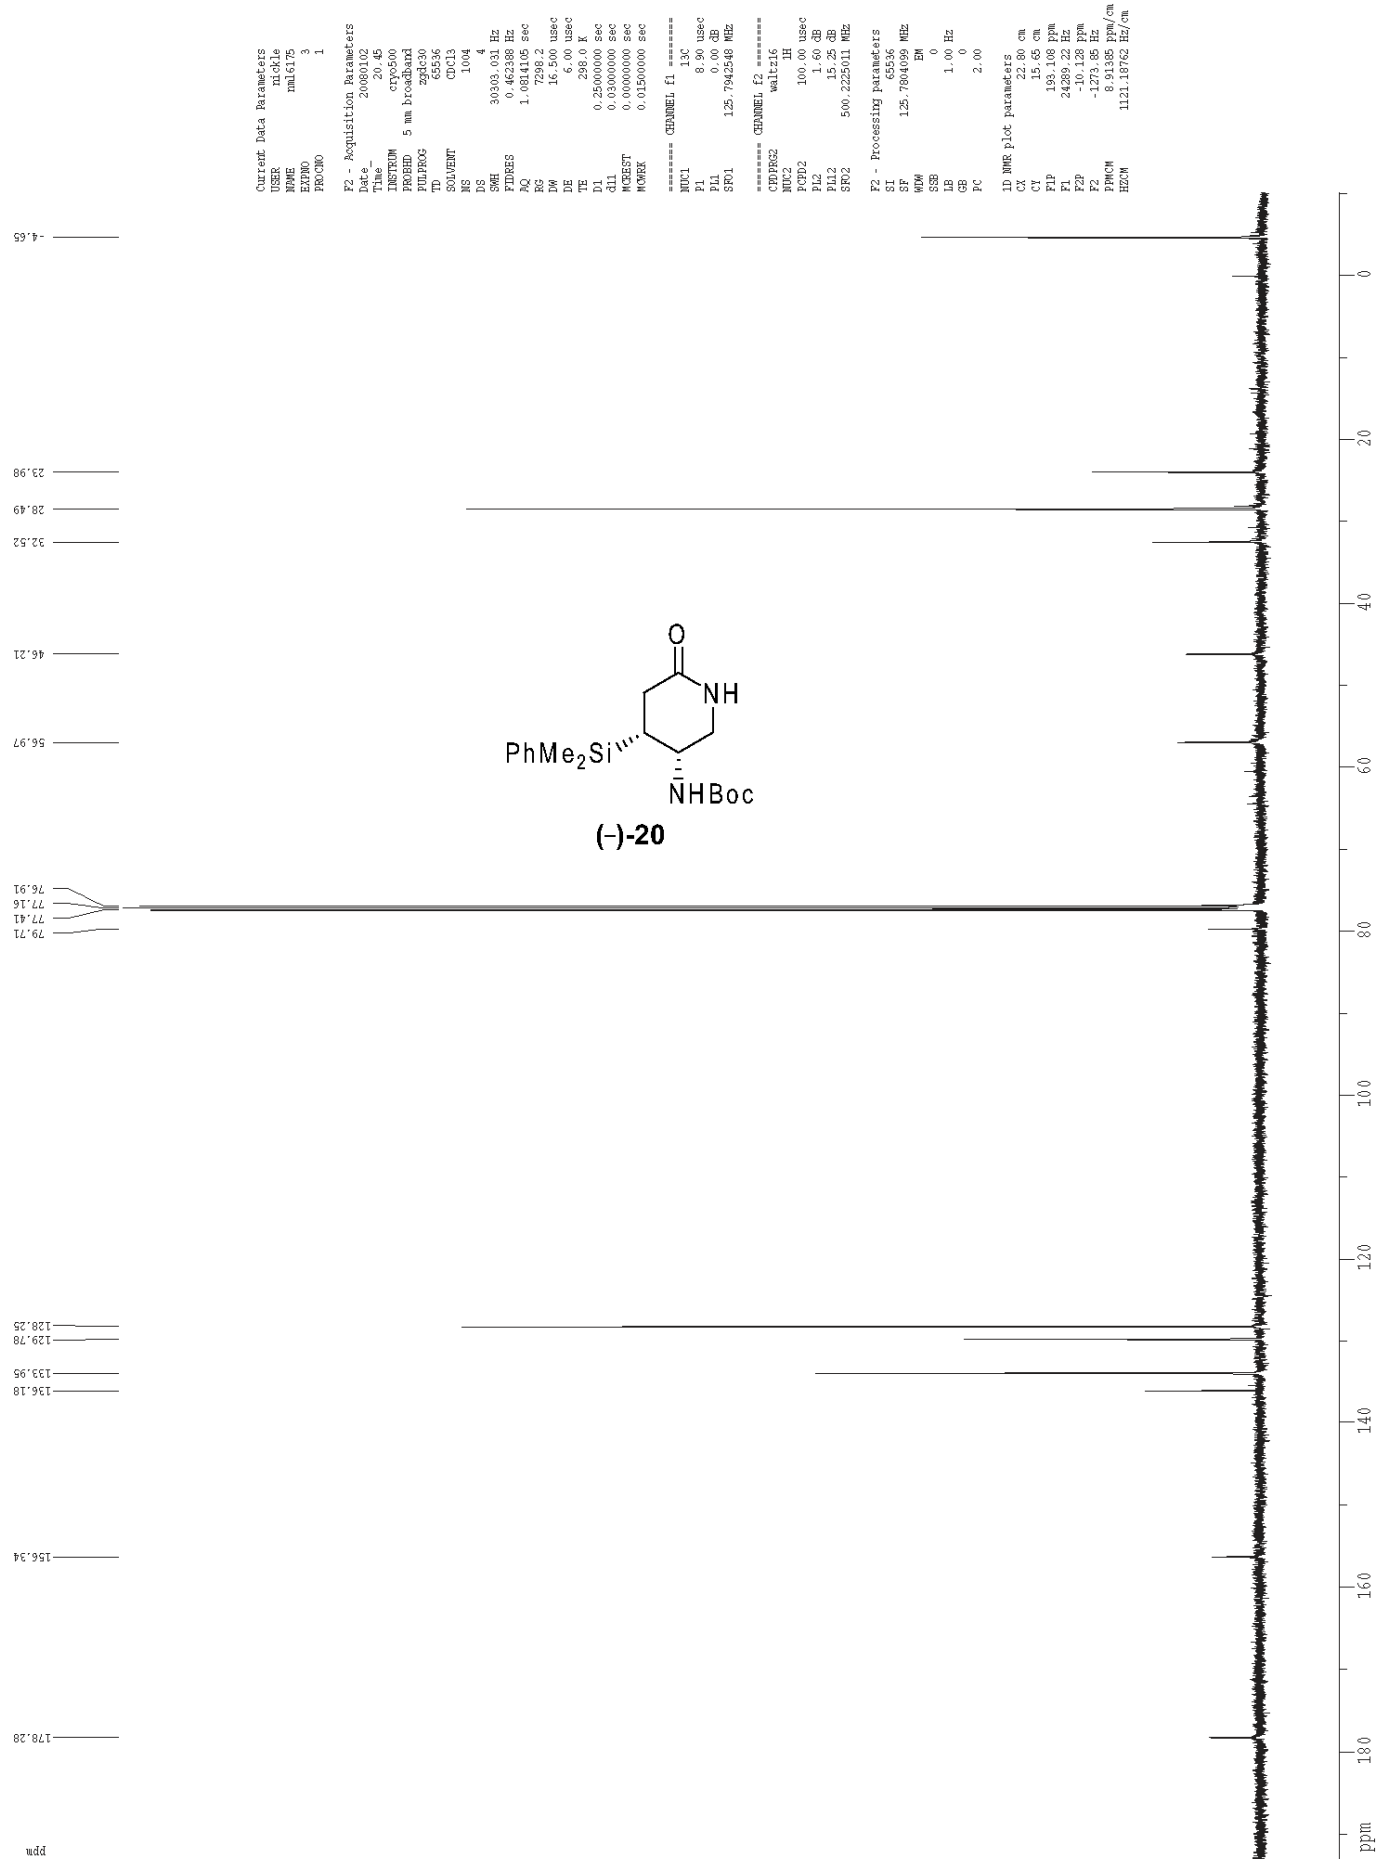 Current Data Parameters
USER nickle
NAME nml6175
EXPNO 3
PROCNO 1
F2 - Acquisition Parameters
Date_ 20080102
Time 20.45
INSTRUM cryo500
PROBHD 5 mm broadband
PULPROG zgdc30
TD 65536
SOLVENT CDCl3
NS 1004
DS 4
SWH 30303.031 Hz
FIDRES 0.462388 Hz
AQ 1.0814105 sec
RG 7298.2
DW 16.500 usec
DE 6.00 usec
TE 298.0 K
D1 0.25000000 sec
d11 0.03000000 sec
MCREST 0.00000000 sec
MCWRK 0.01500000 sec
======== CHANNEL f1 ========
NUC1 13C
P1 8.90 usec
PL1 0.00 dB
SFO1 125.7942548 MHz
======== CHANNEL f2 ========
CPDPRG2 waltz16
NUC2 1H
PCPD2 100.00 usec
PL2 1.60 dB
PL12 15.25 dB
SFO2 500.2225011 MHz
F2 - Processing parameters
SI 65536
SF 125.7804099 MHz
WDW EM
SSB 0
LB 1.00 Hz
GB 0
PC 2.00
1D NMR plot parameters
CX 22.80 cm
CY 15.65 cm
F1P 193.108 ppm
F1 24289.22 Hz
F2P -10.128 ppm
F2 -1273.85 Hz
PPMCM 8.91385 ppm/cm
HZCM 1121.18762 Hz/cm
-4.65
23.98
28.49
32.52
46.21
56.97
76.91
77.16
77.41
79.71
128.25
129.78
133.95
136.18
156.34
178.28
ppm
O
NH
PhMe2Si
NHBoc
(–)-20
0
20
40
60
80
100
120
140
160
180
ppm